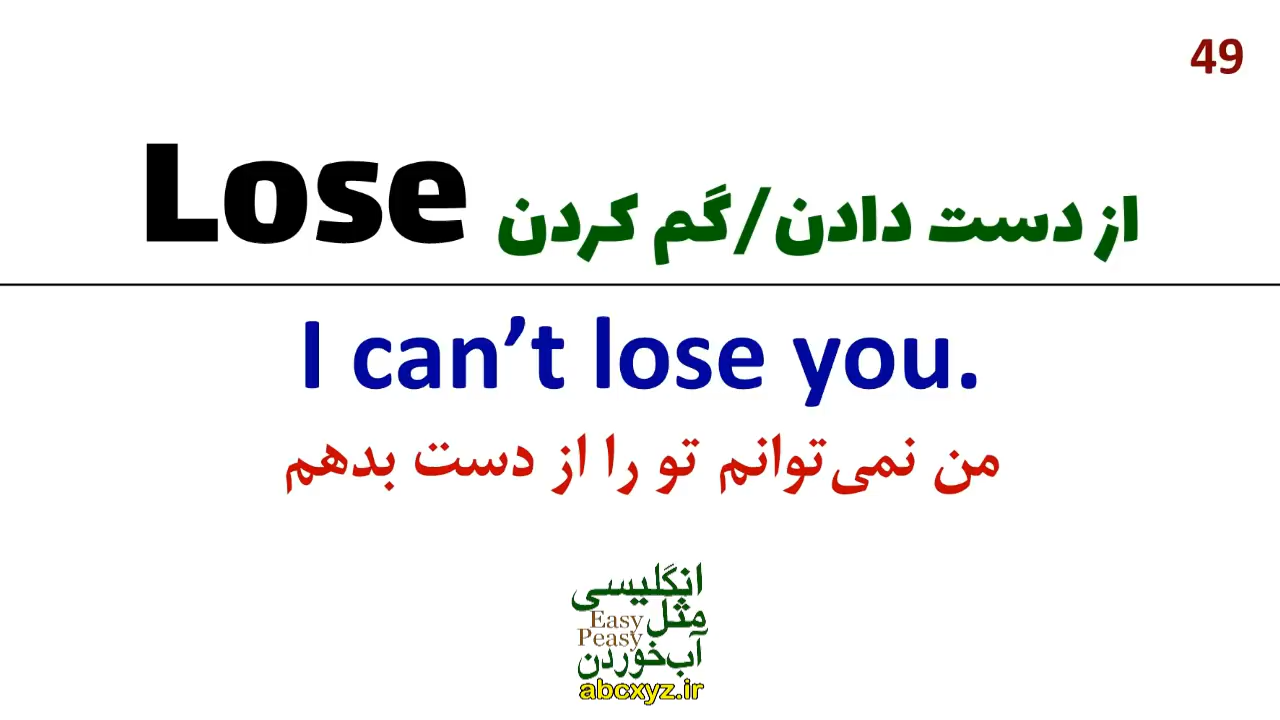 49
Lose از دست دادن/گم کردن
I can’t lose you.
من نمی‌توانم تو را از دست بدهم
انگلیسی
مثل Easy
Peasy
آب‌خوردن
abcxyz.ir